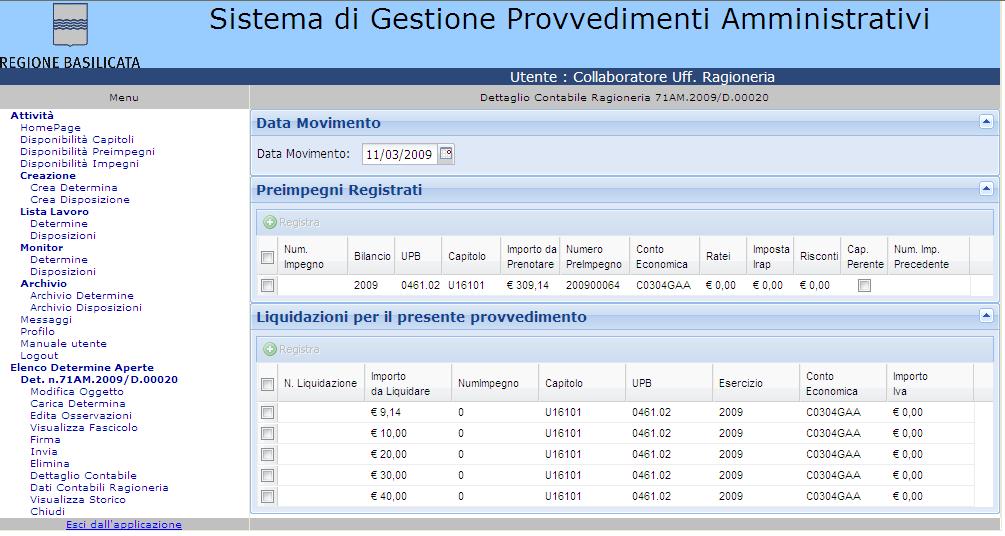 Sistema di Gestione Provvedimenti Amministrativi
REGIONE BASILICATA
Utente : Collaboratore Uff. Ragioneria
Menu
Dettaglio Contabile Ragioneria 71AM.2009/D.00020
Attività
HomePage
Disponibilità Capitoli
Disponibilità Preimpegni
Disponibilità Impegni
Creazione
Crea Determina
Crea Disposizione
Lista Lavoro
Determine
Disposizioni
Monitor
Determine
Disposizioni
Archivio
Archivio Determine
Archivio Disposizioni
Messaggi
Profilo
Manuale utente
Logout
Elenco Determine Aperte
Det. n.71AM.2009/D.00020
Modifica Oggetto
Carica Determina
Edita Osservazioni
Visualizza Fascicolo
Firma
Invia
Elimina
Dettaglio Contabile
Dati Contabili Ragioneria
Visualizza Storico
Chiudi
Esci dall'applicazione
Data Movimento
Data Movimento: 11/03/2009
Preimpegni Registrati
Registra
Num. Impegno Bilancio UPB Capitolo Importo da Prenotare Numero PreImpegno Conto Economica Ratei Imposta Irap Risconti Cap. Perente Num. Imp. Precedente
2009 0461.02 U16101 € 309,14 200900064 C0304GAA € 0,00 € 0,00 € 0,00
Liquidazioni per il presente provvedimento
Registra
N. Liquidazione Importo da Liquidare NumImpegno Capitolo UPB Esercizio Conto Economica Importo Iva
€ 9,14 0 U16101 0461.02 2009 C0304GAA € 0,00
€ 10,00 0 U16101 0461.02 2009 C0304GAA € 0,00
€ 20,00 0 U16101 0461.02 2009 C0304GAA € 0,00
€ 30,00 0 U16101 0461.02 2009 C0304GAA € 0,00
€ 40,00 0 U16101 0461.02 2009 C0304GAA € 0,00